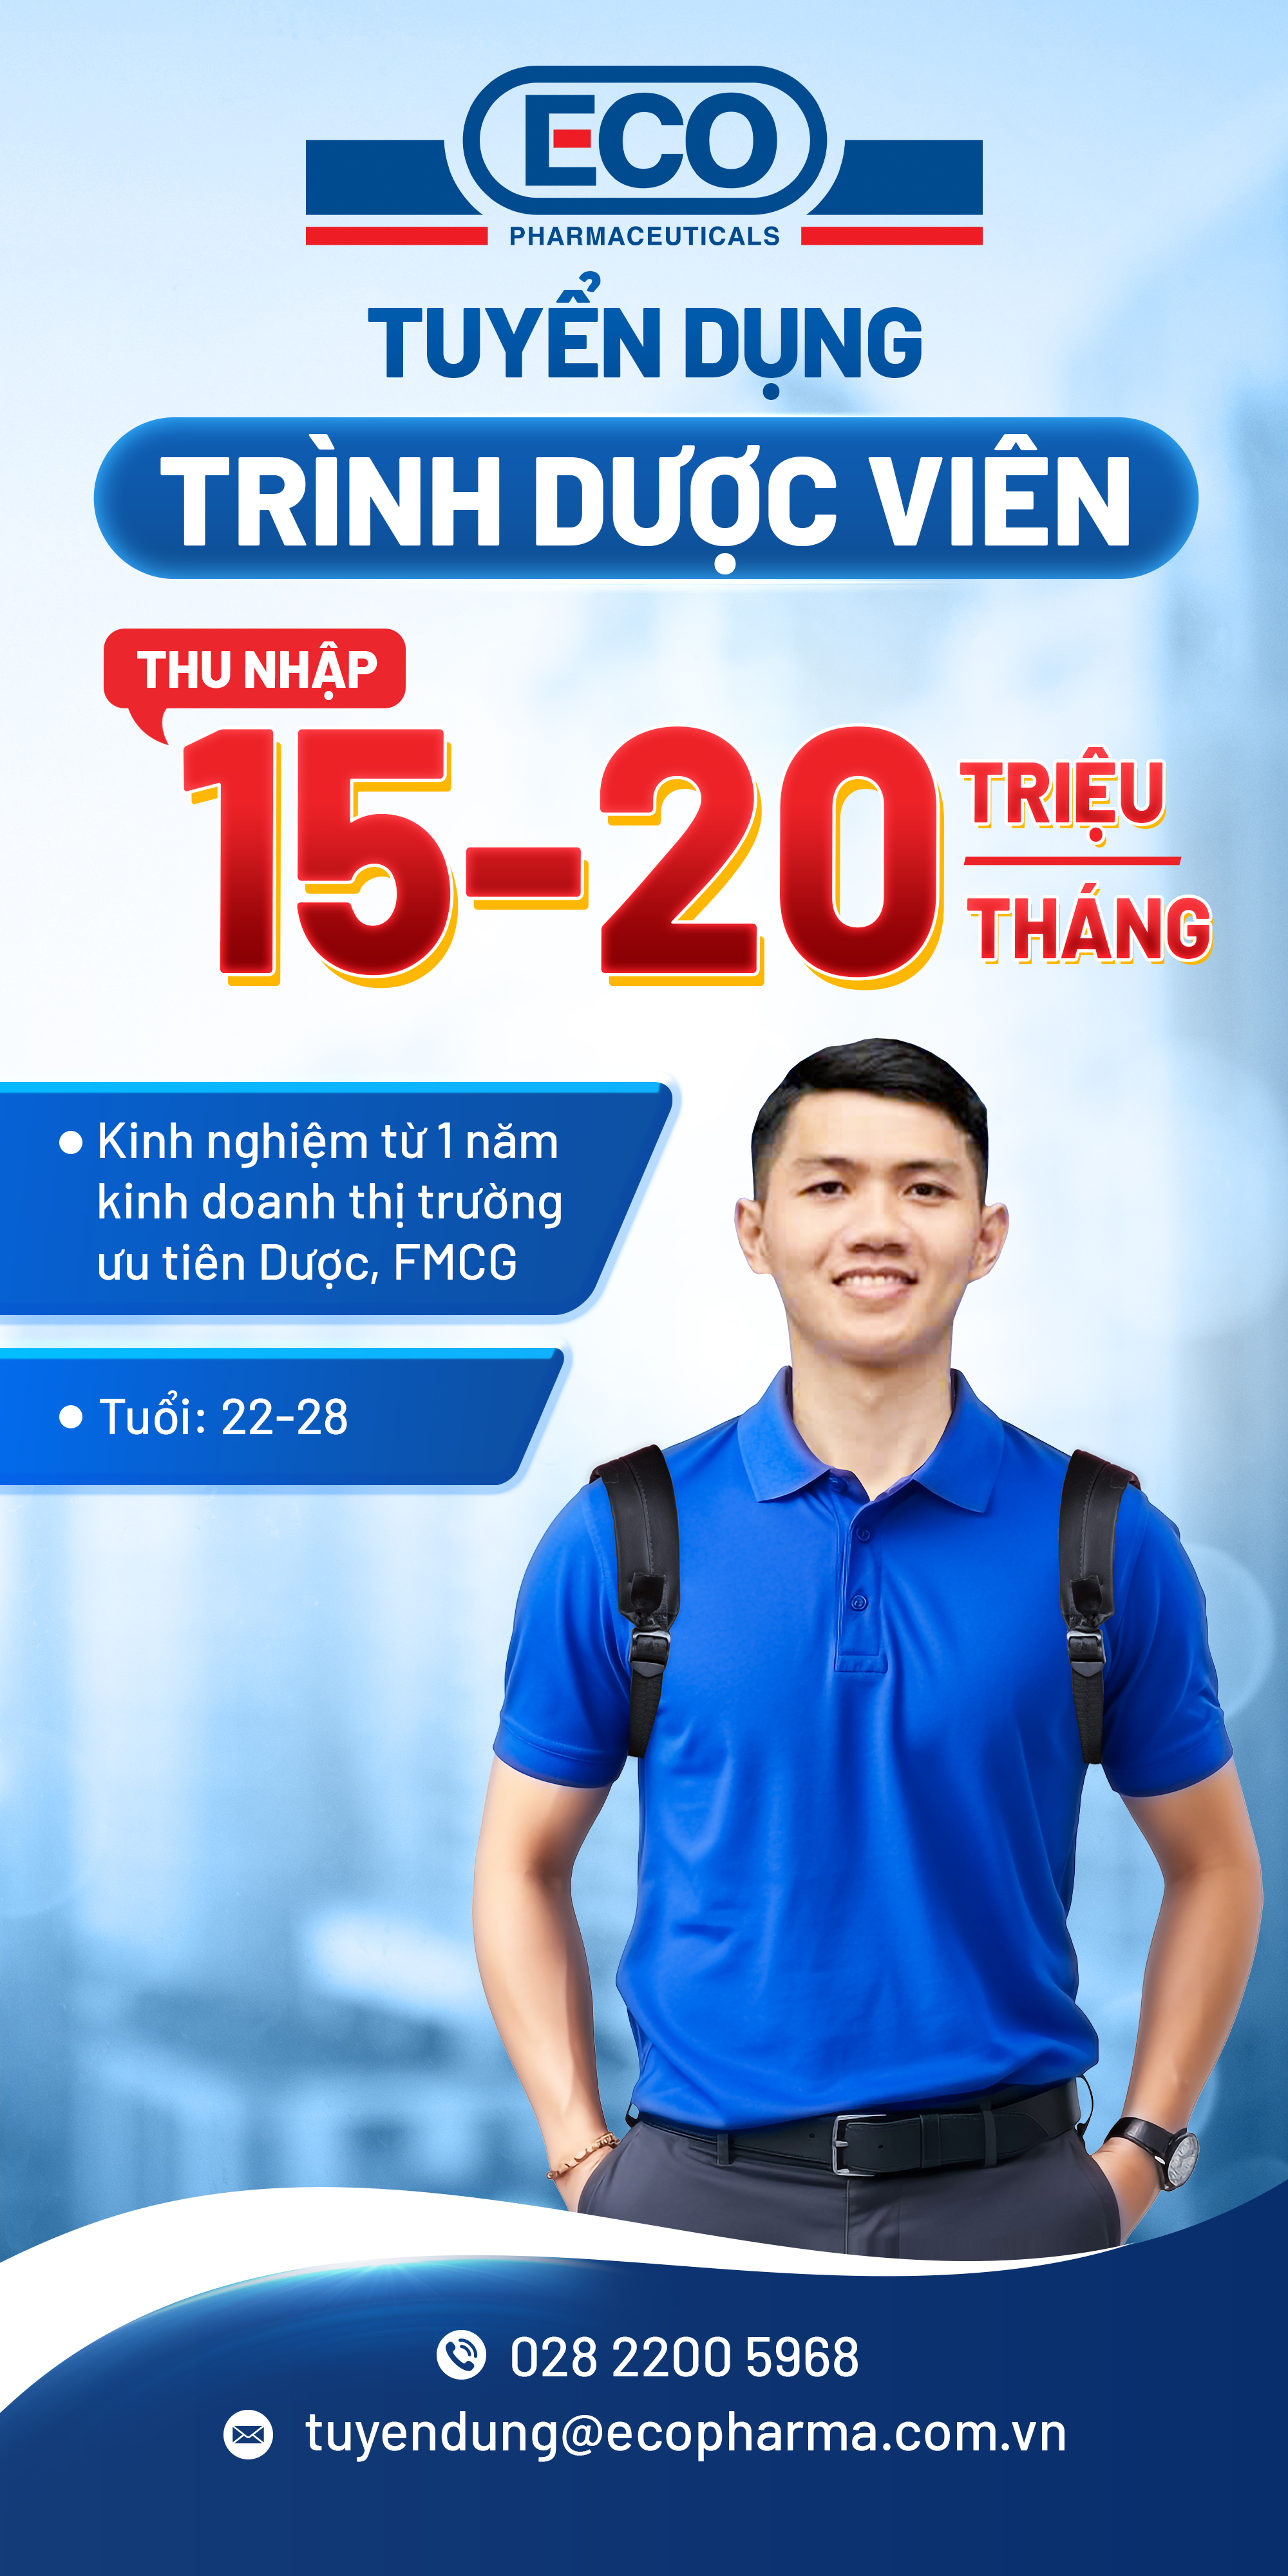 ECO
PHARMACEUTICALS
TUYỂN DỤNG
TRÌNH DƯỢC VIÊN
THU NHẬP
15-20 TRIỆU
THÁNG
Kinh nghiệm từ 1 năm
kinh doanh thị trường
ưu tiên Dược, FMCG
Tuổi: 22-28
028 2200 5968
tuyendung@ecopharma.com.vn